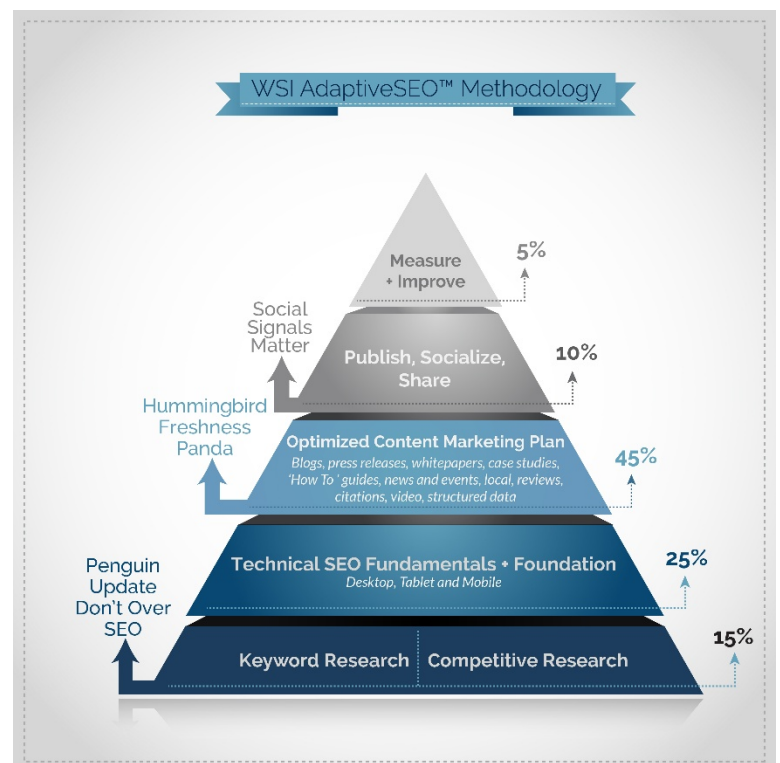 WSI AdaptiveSEO™ Methodology
Measure
+ Improve
5%
Social
Signals
Matter
Publish, Socialize,
Share
10%
Hummingbird
Freshness
Panda
Optimized Content Marketing Plan
Blogs, press releases, whitepapers, case studies,
'How To ' guides, news and events, local, reviews,
citations, video, structured data
45%
Penguin
Update
Don't Over
SEO
Technical SEO Fundamentals + Foundation
Desktop, Tablet and Mobile
25%
Keyword Research
Competitive Research
15%